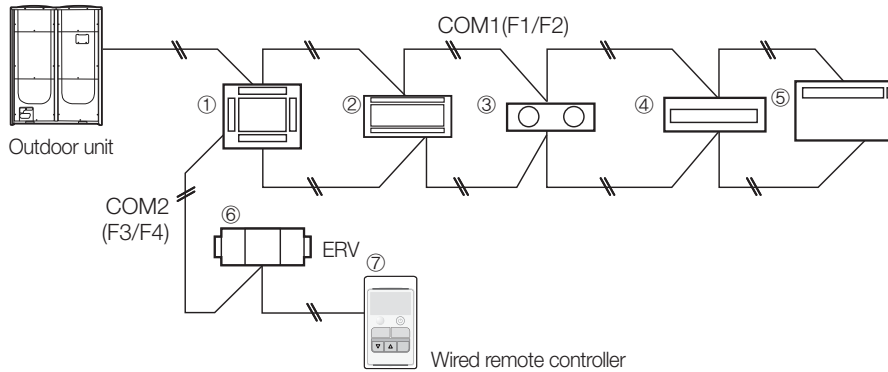 COM1(F1/F2)
①
②
③
④
⑤
Outdoor unit
COM2
(F3/F4)
⑥
ERV
⑦
Wired remote controller